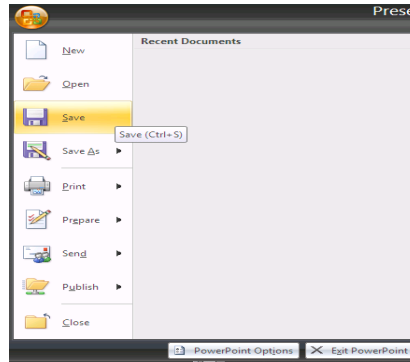 Prese
Recent Documents
New
Open
Save
Save (Ctrl+S)
Save As
Print
Prepare
Send
Publish
Close
PowerPoint Options
Exit PowerPoint